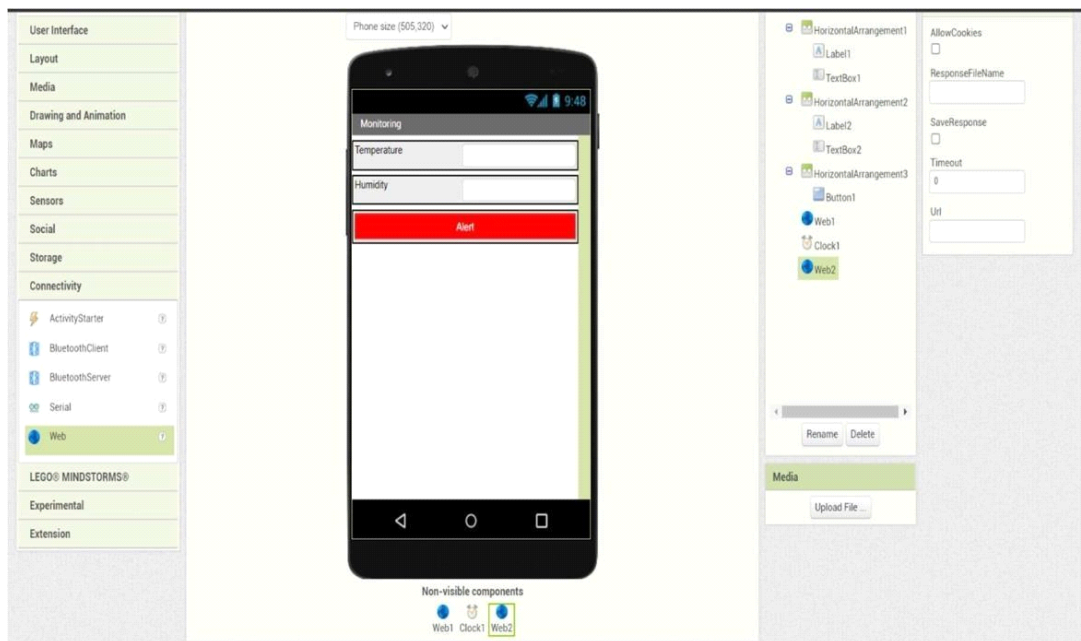 User Interface
Layout
Media
Drawing and Animation
Maps
Charts
Sensors
Social
Storage
Connectivity
ActivityStarter ?
BluetoothClient ?
BluetoothServer ?
Serial ?
Web ?
LEGO® MINDSTORMS®
Experimental
Extension
Phone size (505,320)
9:48
Monitoring
Temperature
Humidity
Alert
Non-visible components
Web1 Clock1 Web2
HorizontalArrangement1
A Label1
TextBox1
HorizontalArrangement2
A Label2
TextBox2
HorizontalArrangement3
Button1
Web1
Clock1
Web2
Rename Delete
Media
Upload File ...
AllowCookies
ResponseFileName
SaveResponse
Timeout
0
Url